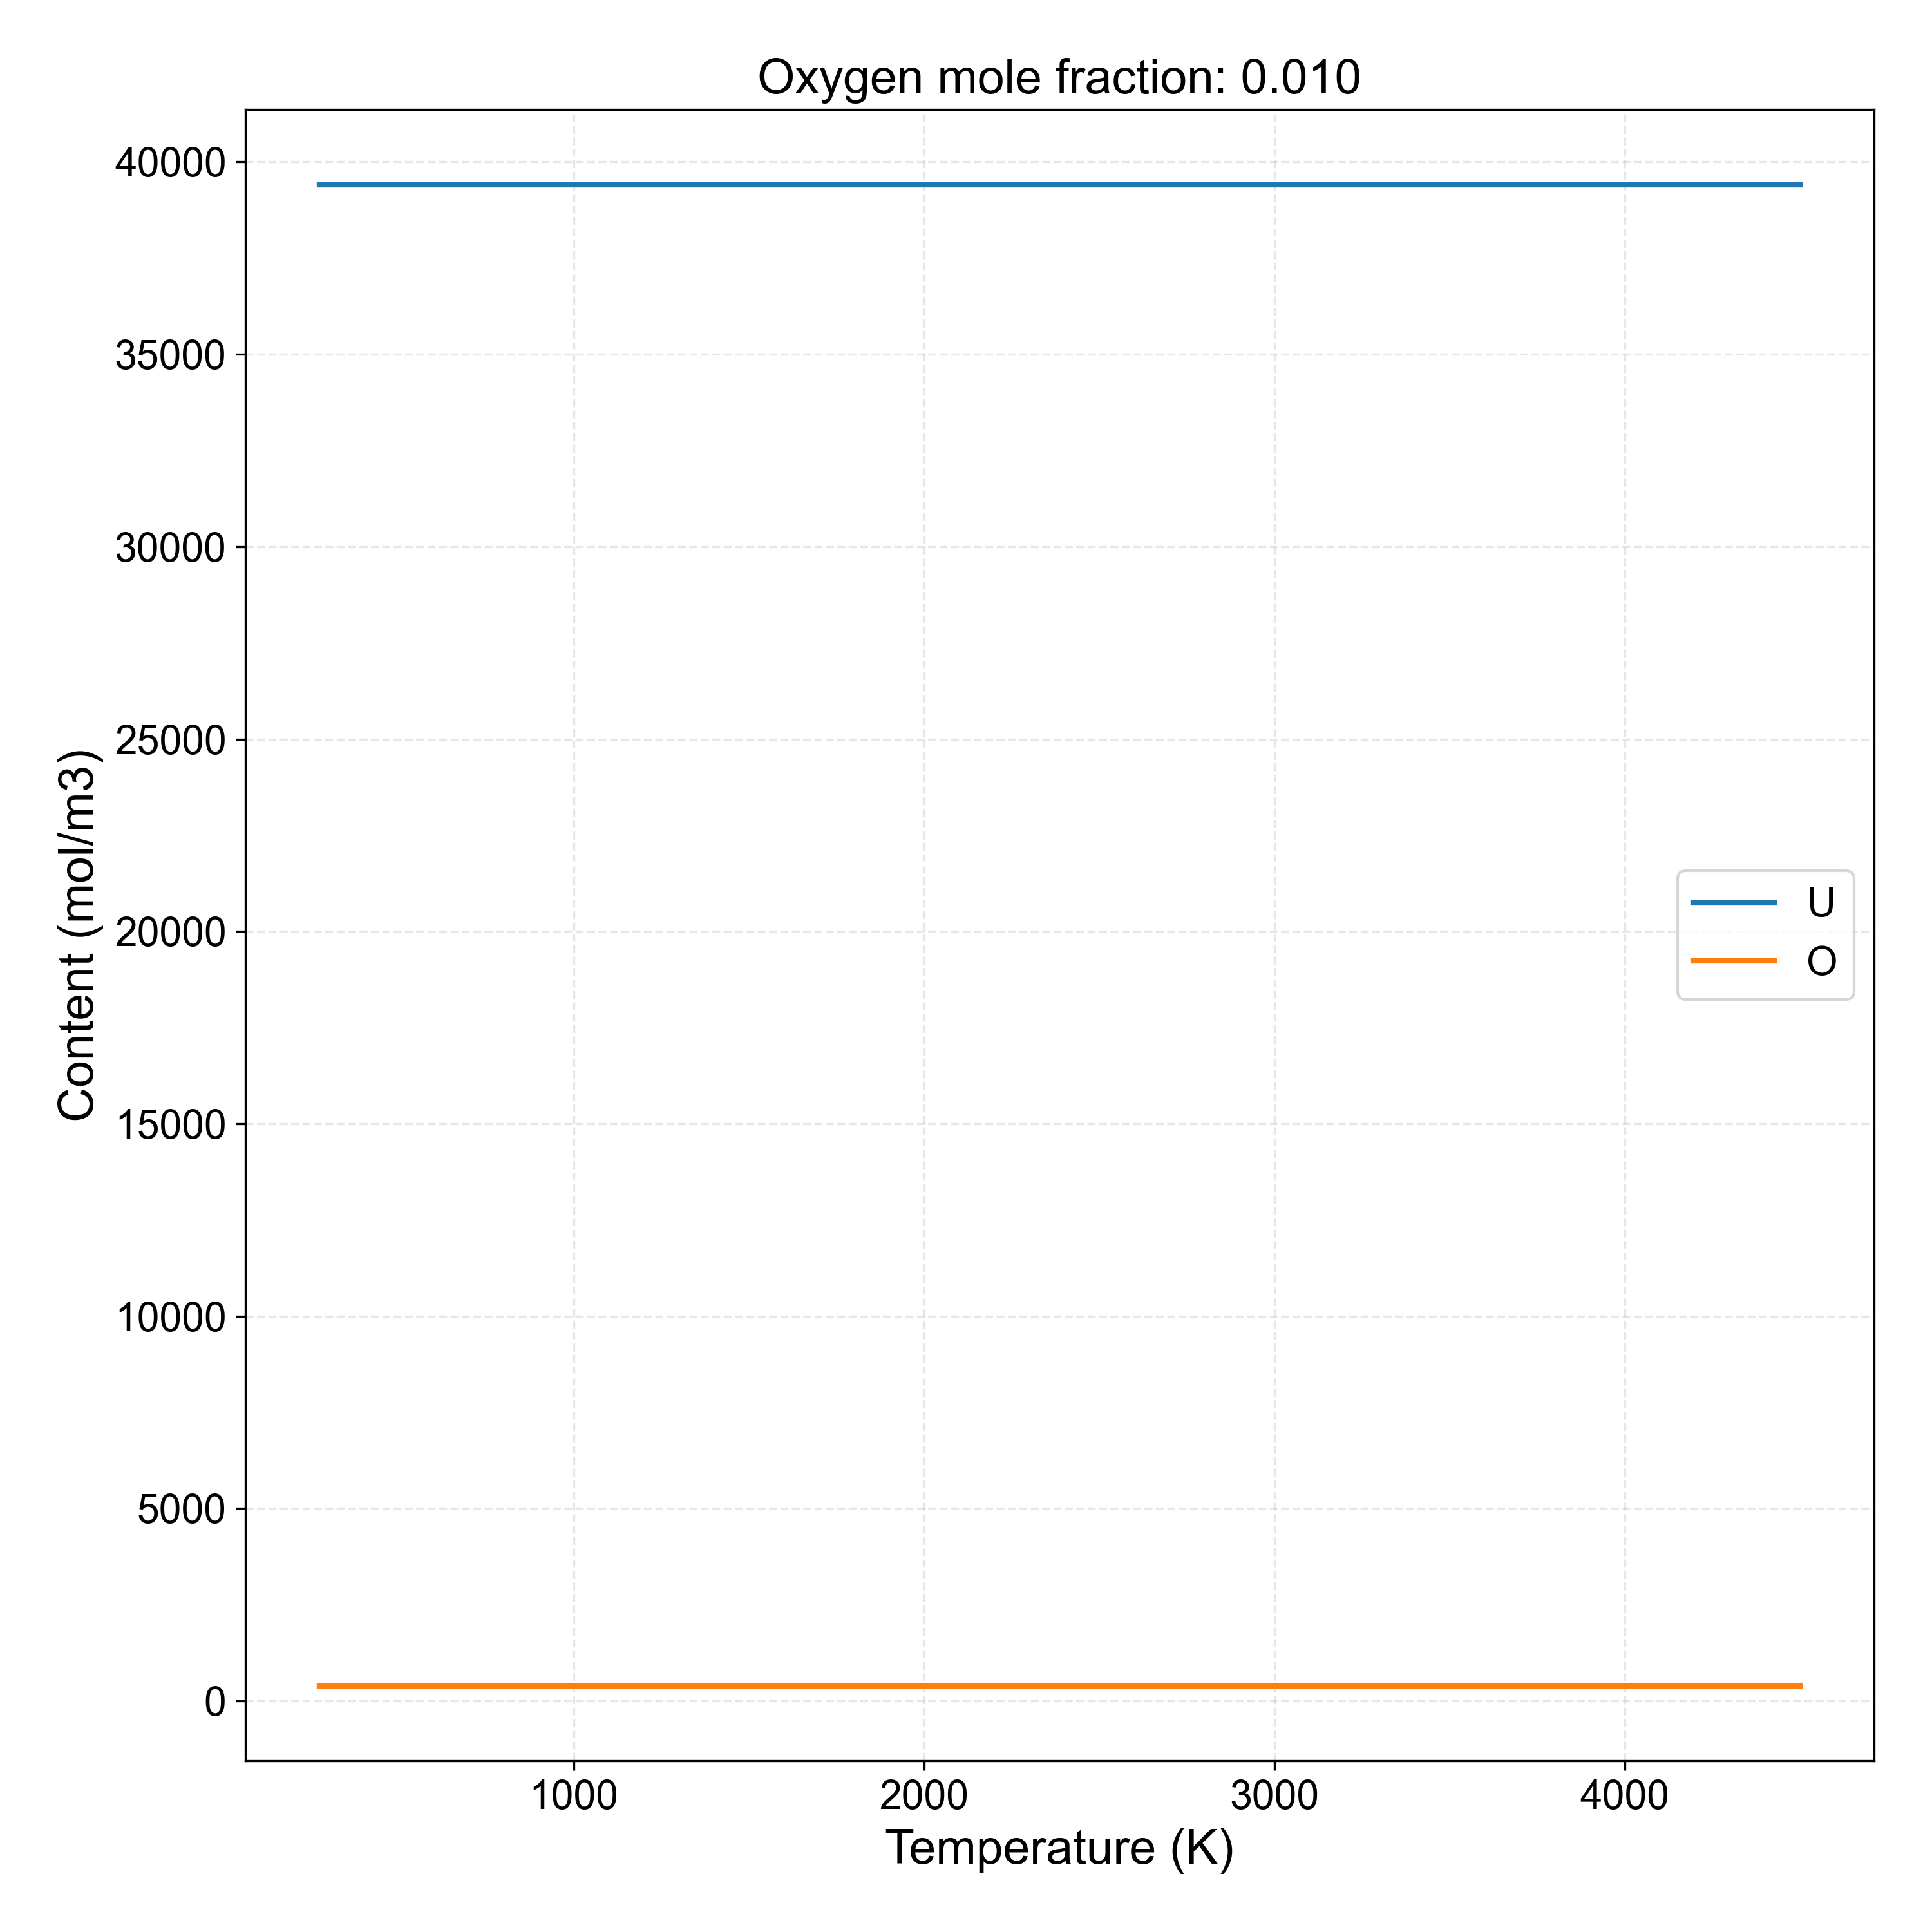 Oxygen mole fraction: 0.010
40000
35000
30000
25000
20000
15000
10000
5000
0
Content (mol/m3)
U
O
1000 2000 3000 4000
Temperature (K)